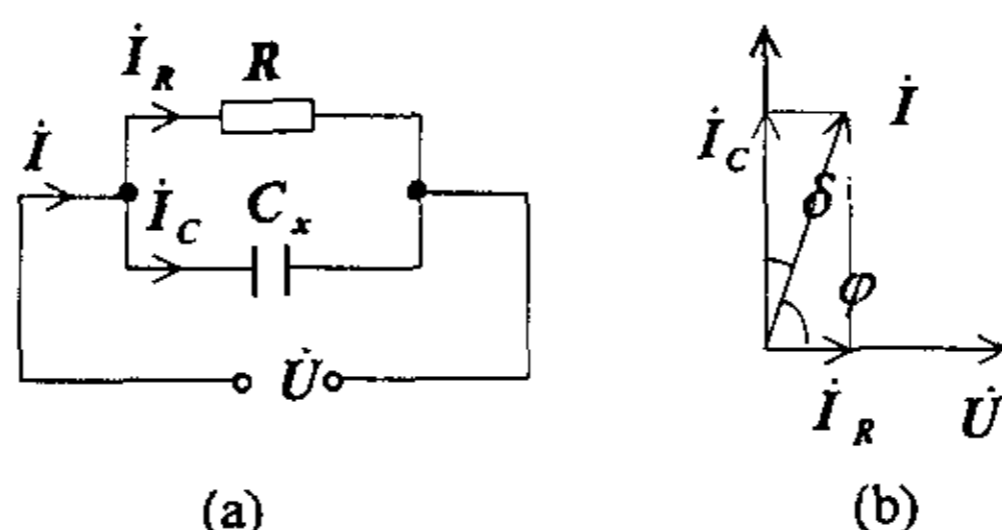 İ_R R
İ
İ_C C_x
U̇
(a)
İ_C İ
δ
φ
İ_R U̇
(b)